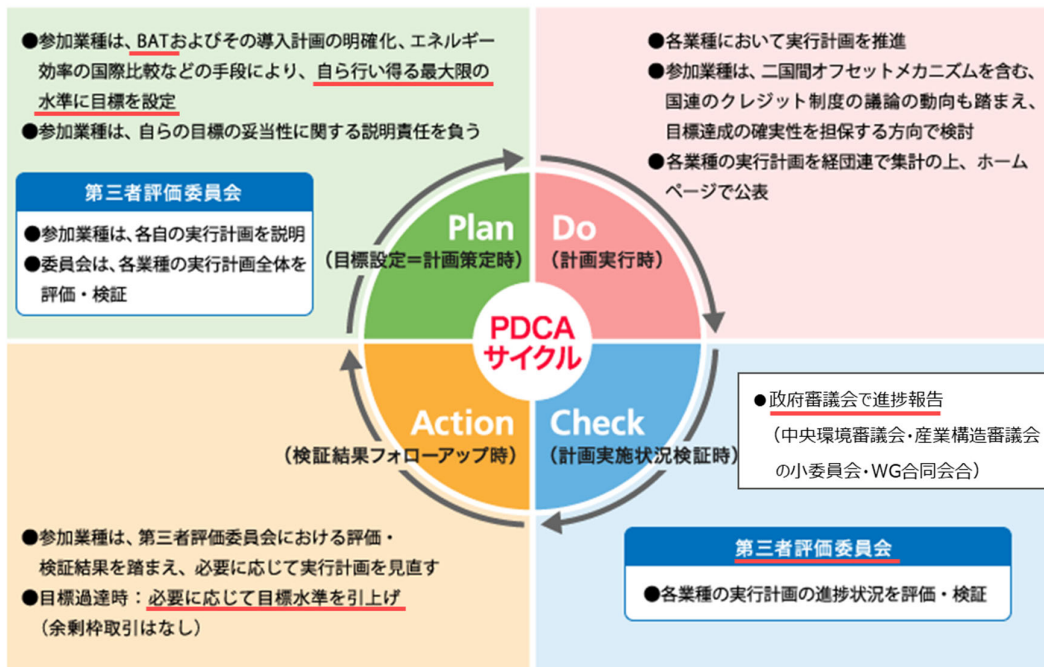 ●参加業種は、BATおよびその導入計画の明確化、エネルギー
効率の国際比較などの手段により、自ら行い得る最大限の
水準に目標を設定
●参加業種は、自らの目標の妥当性に関する説明責任を負う
第三者評価委員会
●参加業種は、各自の実行計画を説明
●委員会は、各業種の実行計画全体を
評価・検証
●各業種において実行計画を推進
●参加業種は、二国間オフセットメカニズムを含む、
国連のクレジット制度の議論の動向も踏まえ、
目標達成の確実性を担保する方向で検討
●各業種の実行計画を経団連で集計の上、ホーム
ページで公表
Plan
(目標設定=計画策定時)
Do
(計画実行時)
PDCA
サイクル
Action
(検証結果フォローアップ時)
Check
(計画実施状況検証時)
●政府審議会で進捗報告
(中央環境審議会・産業構造審議会
の小委員会・WG合同会合)
●参加業種は、第三者評価委員会における評価・
検証結果を踏まえ、必要に応じて実行計画を見直す
●目標過達時：必要に応じて目標水準を引上げ
(余剰枠取引はなし)
第三者評価委員会
●各業種の実行計画の進捗状況を評価・検証